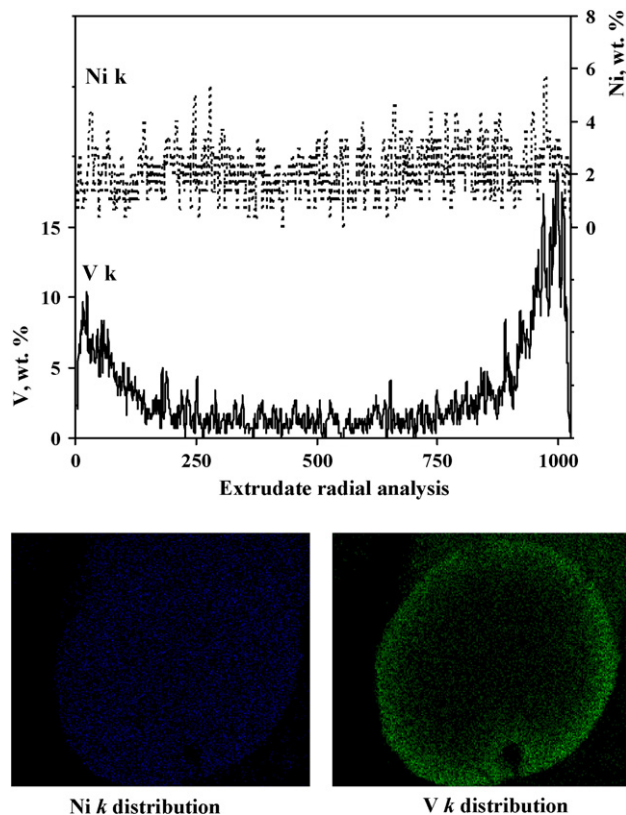 8
Ni k
6
Ni, wt. %
4
2
15
0
V k
10
V, wt. %
5
0
0 250 500 750 1000
Extrudate radial analysis
Ni k distribution V k distribution